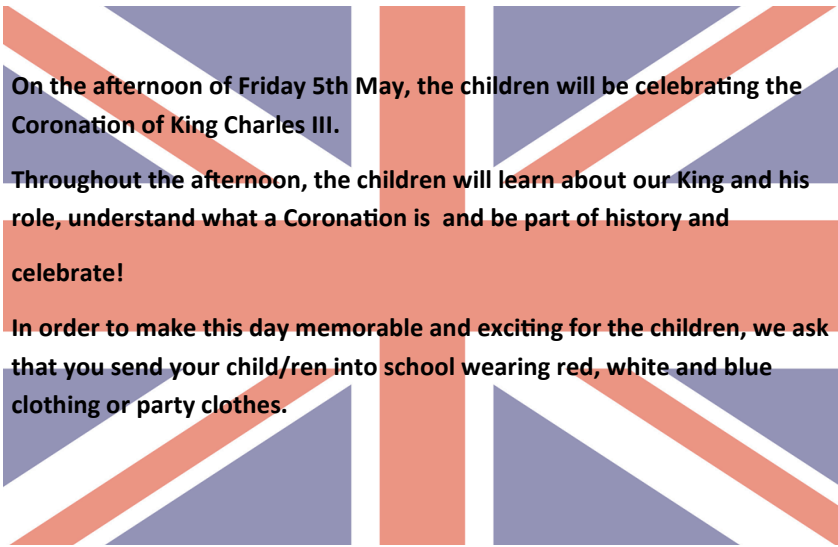 On the afternoon of Friday 5th May, the children will be celebrating the
Coronation of King Charles III.
Throughout the afternoon, the children will learn about our King and his
role, understand what a Coronation is  and be part of history and
celebrate!
In order to make this day memorable and exciting for the children, we ask
that you send your child/ren into school wearing red, white and blue
clothing or party clothes.